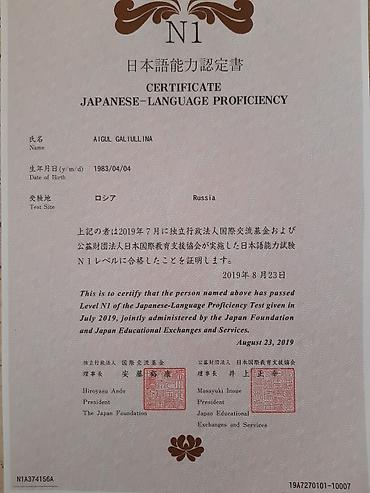 N1
日本語能力認定書
CERTIFICATE
JAPANESE-LANGUAGE PROFICIENCY
氏名 AIGUL GALIULLINA
Name
生年月日(y/m/d) 1983/04/04
Date of Birth
受験地 ロシア Russia
Test Site
上記の者は2019年7月に独立行政法人国際交流基金および
公益財団法人日本国際教育支援協会が実施した日本語能力試験
N1レベルに合格したことを証明します。
2019年8月23日
This is to certify that the person named above has passed
Level N1 of the Japanese-Language Proficiency Test given in
July 2019, jointly administered by the Japan Foundation
and Japan Educational Exchanges and Services.
August 23, 2019
独立行政法人 国際交流基金
理事長 安藤裕康
Hiroyasu Ando
President
The Japan Foundation
公益財団法人 日本国際教育支援協会
理事長 井上正幸
Masayuki Inoue
President
Japan Educational
Exchanges and Services
N1A374156A
19A7270101-10007